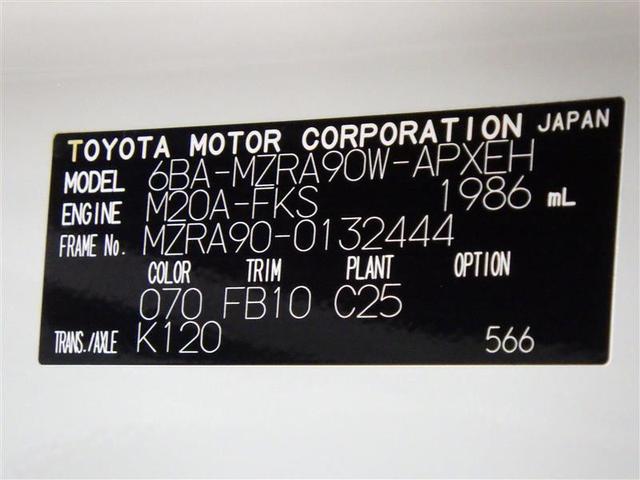 TOYOTA MOTOR CORPORATION JAPAN
MODEL 6BA-MZRA90W-APXEH
ENGINE M20A-FKS 1986 mL
FRAME No. MZRA90-0132444
COLOR TRIM PLANT OPTION
070 FB10 C25
TRANS./AXLE K120 566